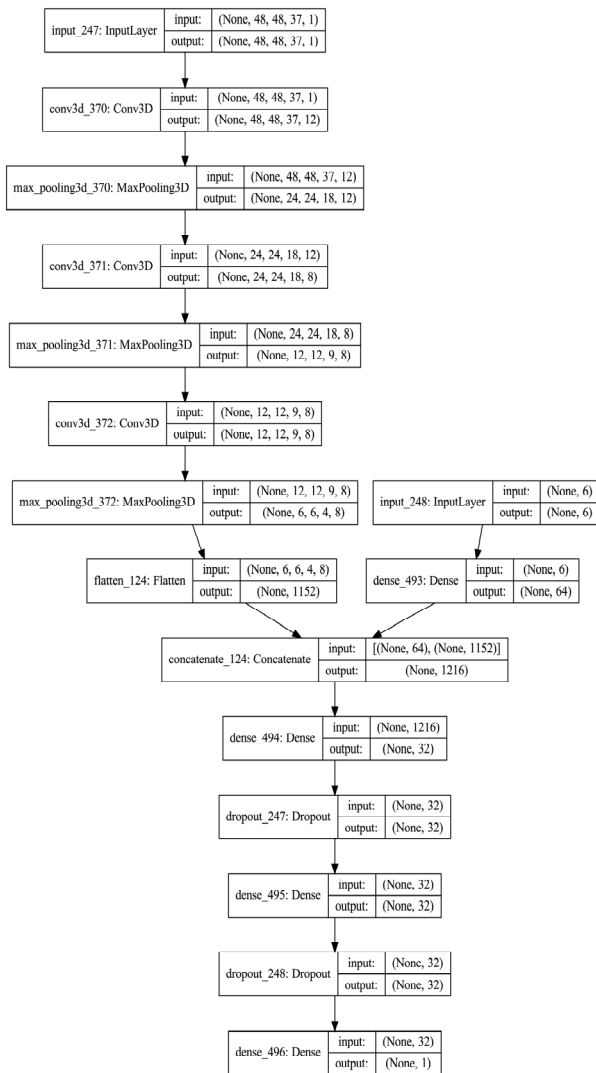 input_247: InputLayer
input: (None, 48, 48, 37, 1)
output: (None, 48, 48, 37, 1)
conv3d_370: Conv3D
input: (None, 48, 48, 37, 1)
output: (None, 48, 48, 37, 12)
max_pooling3d_370: MaxPooling3D
input: (None, 48, 48, 37, 12)
output: (None, 24, 24, 18, 12)
conv3d_371: Conv3D
input: (None, 24, 24, 18, 12)
output: (None, 24, 24, 18, 8)
max_pooling3d_371: MaxPooling3D
input: (None, 24, 24, 18, 8)
output: (None, 12, 12, 9, 8)
conv3d_372: Conv3D
input: (None, 12, 12, 9, 8)
output: (None, 12, 12, 9, 8)
max_pooling3d_372: MaxPooling3D
input: (None, 12, 12, 9, 8)
output: (None, 6, 6, 4, 8)
input_248: InputLayer
input: (None, 6)
output: (None, 6)
flatten_124: Flatten
input: (None, 6, 6, 4, 8)
output: (None, 1152)
dense_493: Dense
input: (None, 6)
output: (None, 64)
concatenate_124: Concatenate
input: [(None, 64), (None, 1152)]
output: (None, 1216)
dense_494: Dense
input: (None, 1216)
output: (None, 32)
dropout_247: Dropout
input: (None, 32)
output: (None, 32)
dense_495: Dense
input: (None, 32)
output: (None, 32)
dropout_248: Dropout
input: (None, 32)
output: (None, 32)
dense_496: Dense
input: (None, 32)
output: (None, 1)